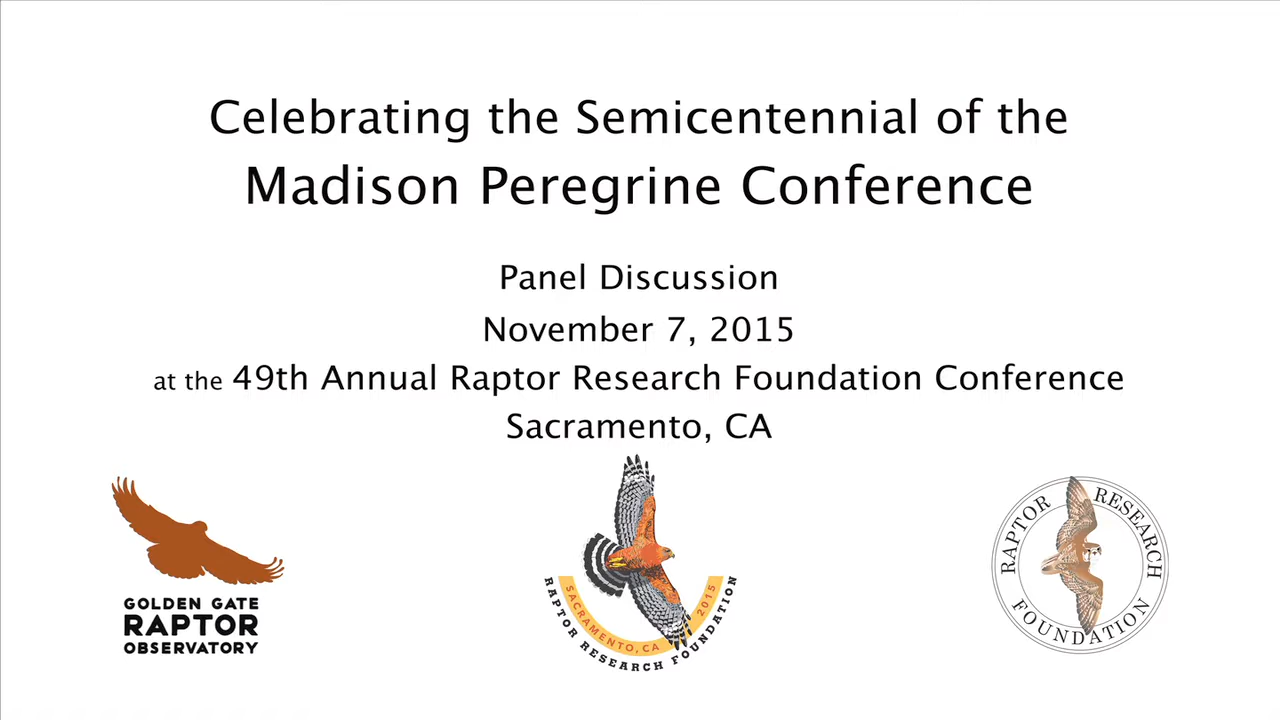 Celebrating the Semicentennial of the
Madison Peregrine Conference
Panel Discussion
November 7, 2015
at the 49th Annual Raptor Research Foundation Conference
Sacramento, CA
GOLDEN GATE
RAPTOR
OBSERVATORY
SACRAMENTO, CA 2015
RAPTOR RESEARCH FOUNDATION
RAPTOR RESEARCH
FOUNDATION